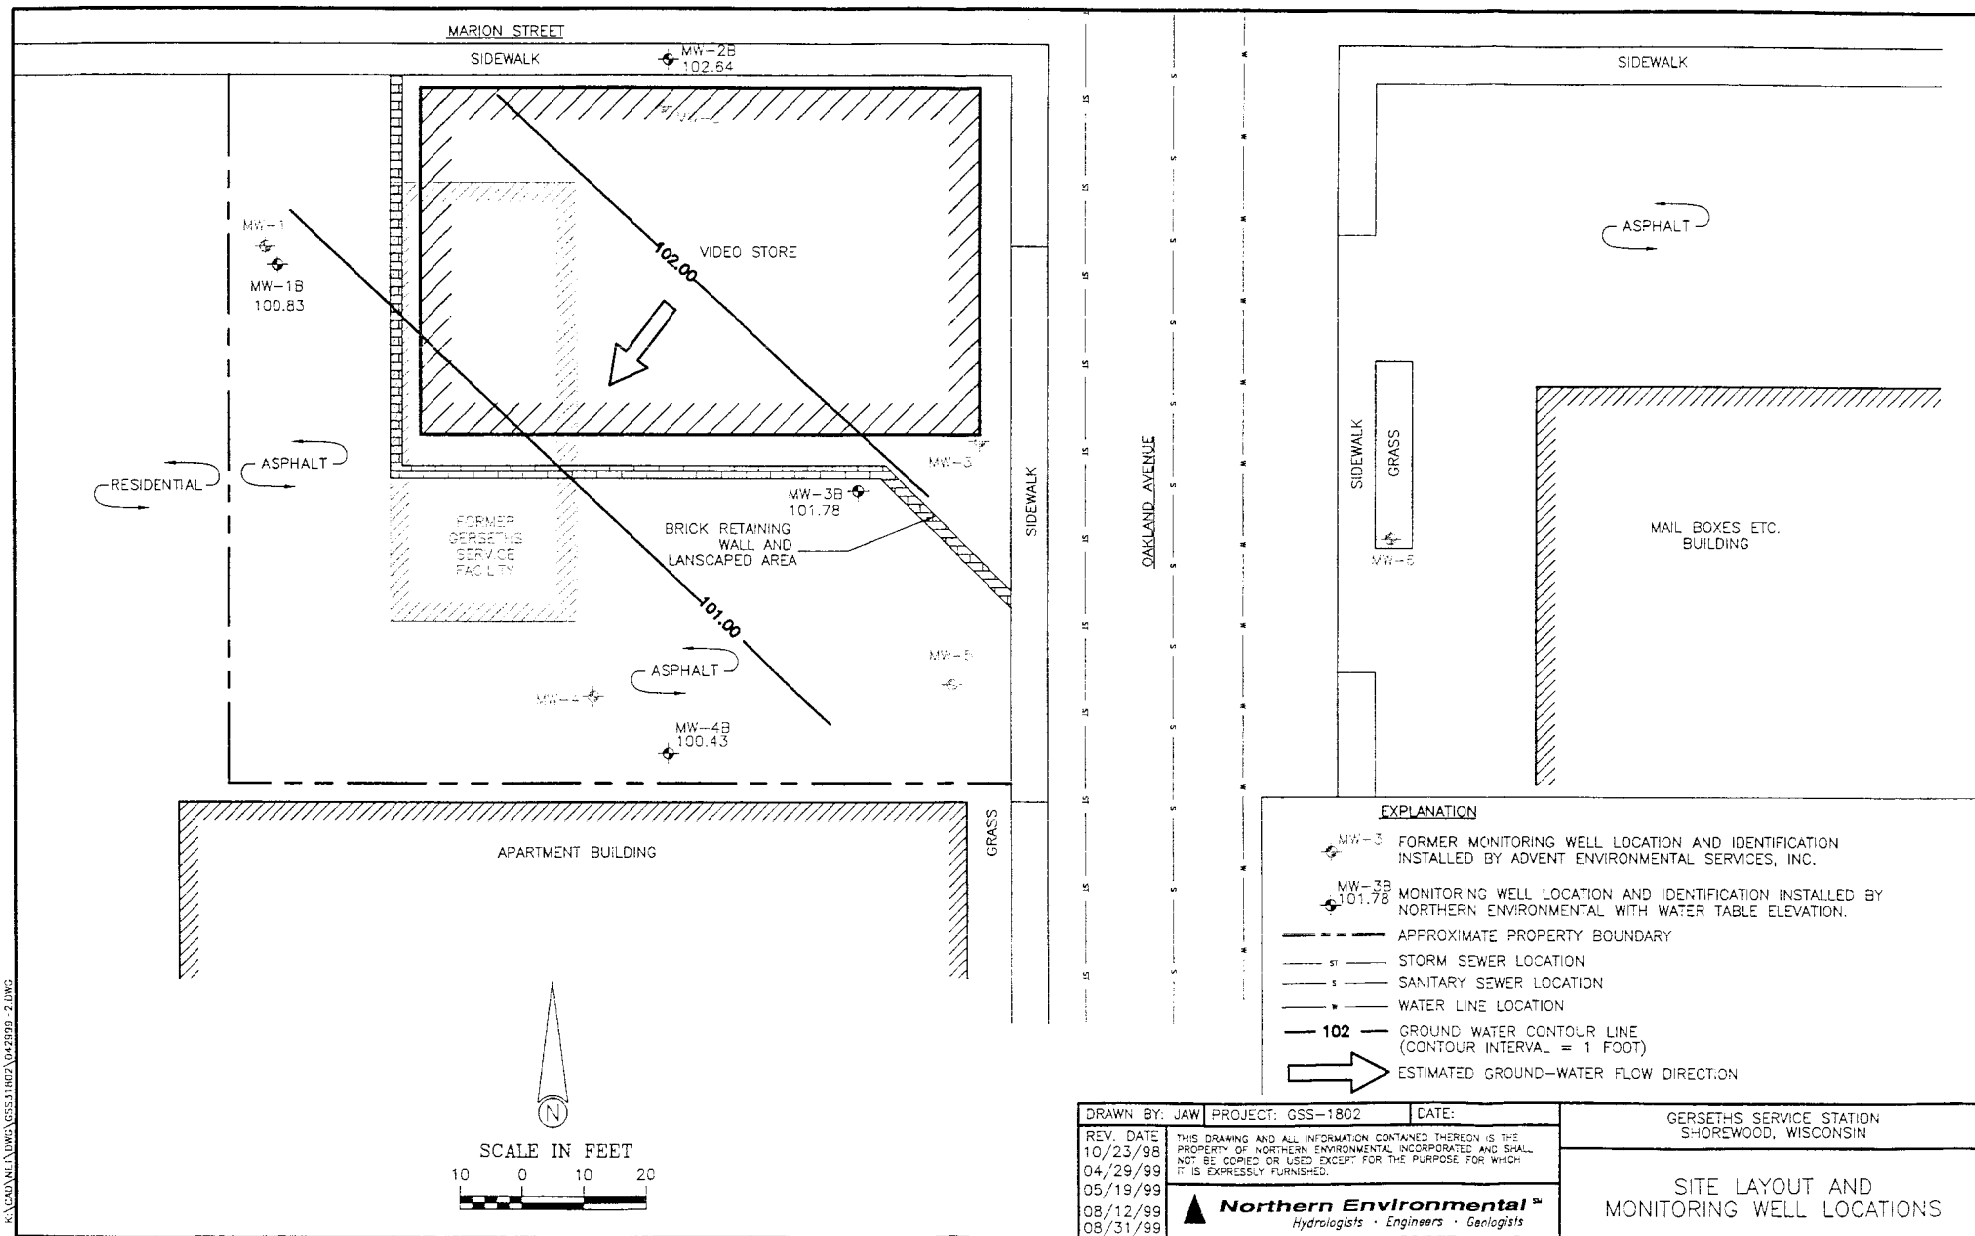 MARION STREET
SIDEWALK
MW-2B
102.64
SIDEWALK
MW-1
MW-1B
100.83
102.00
VIDEO STORE
ASPHALT
RESIDENTIAL
ASPHALT
MW-3
MW-3B
101.78
BRICK RETAINING
WALL AND
LANSCAPED AREA
SIDEWALK
OAKLAND AVENUE
SIDEWALK
GRASS
MAIL BOXES ETC.
BUILDING
FORMER
GERSETHS
SERVICE
FACILITY
101.00
ASPHALT
MW-4
MW-4B
100.43
APARTMENT BUILDING
GRASS
EXPLANATION
MW-3 FORMER MONITORING WELL LOCATION AND IDENTIFICATION
INSTALLED BY ADVENT ENVIRONMENTAL SERVICES, INC.
MW-3B
101.78
MONITORING WELL LOCATION AND IDENTIFICATION INSTALLED BY
NORTHERN ENVIRONMENTAL WITH WATER TABLE ELEVATION.
APPROXIMATE PROPERTY BOUNDARY
ST STORM SEWER LOCATION
S SANITARY SEWER LOCATION
W WATER LINE LOCATION
102 GROUND WATER CONTOUR LINE
(CONTOUR INTERVAL = 1 FOOT)
ESTIMATED GROUND-WATER FLOW DIRECTION
N
SCALE IN FEET
10 0 10 20
DRAWN BY: JAW PROJECT: GSS-1802 DATE:
REV. DATE
10/23/98
04/29/99
05/19/99
08/12/99
08/31/99
THIS DRAWING AND ALL INFORMATION CONTAINED THEREON IS THE
PROPERTY OF NORTHERN ENVIRONMENTAL INCORPORATED AND SHALL
NOT BE COPIED OR USED EXCEPT FOR THE PURPOSE FOR WHICH
IT IS EXPRESSLY FURNISHED.
Northern Environmental SM
Hydrologists · Engineers · Geologists
GERSETHS SERVICE STATION
SHOREWOOD, WISCONSIN
SITE LAYOUT AND
MONITORING WELL LOCATIONS
K:\CAD\NE1\DWG\GSS31802\042999-2.DWG